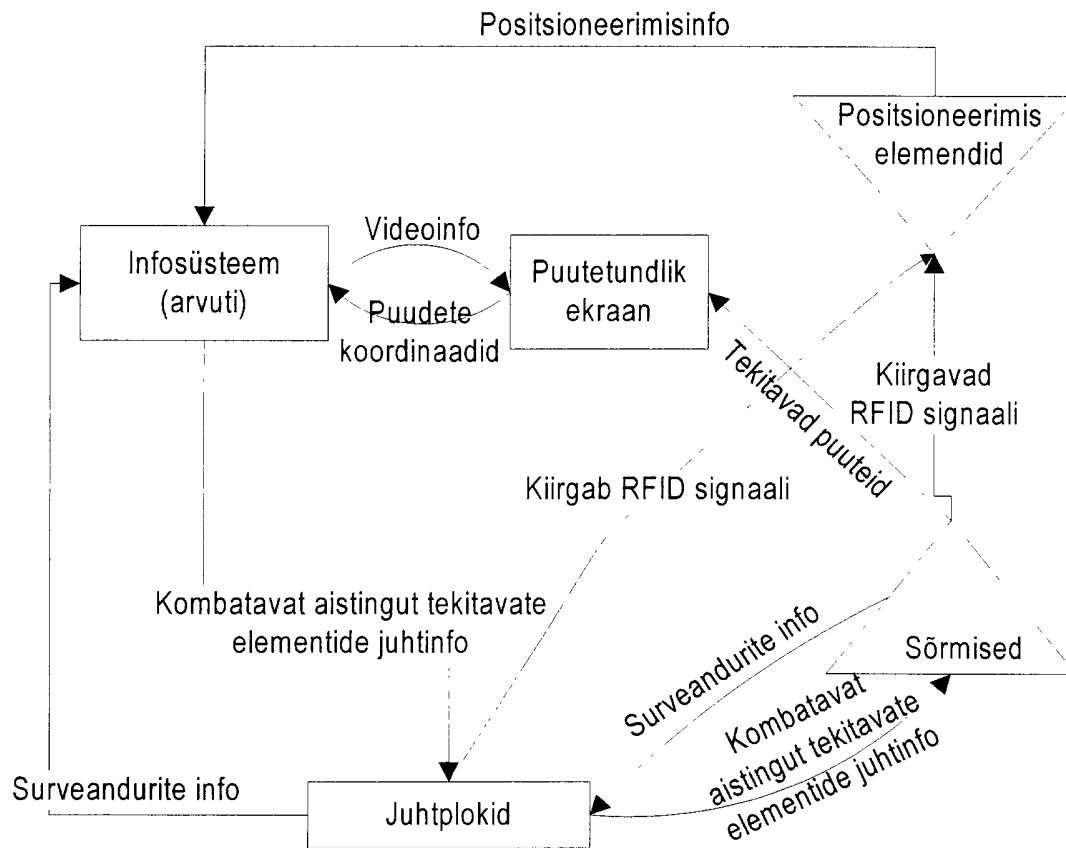 Positsioneerimisinfo
Positsioneerimis
elemendid
Videoinfo
Infosüsteem
(arvuti)
Puutetundlik
ekraan
Puudete
koordinaadid
Tekitavad puuteid
Kiirgavad
RFID signaali
Kiirgab RFID signaali
Kombatavat aistingut tekitavate
elementide juhtinfo
Surveandurite info
Sõrmised
Kombatavat
aistingut tekitavate
elementide juhtinfo
Surveandurite info
Juhtplokid